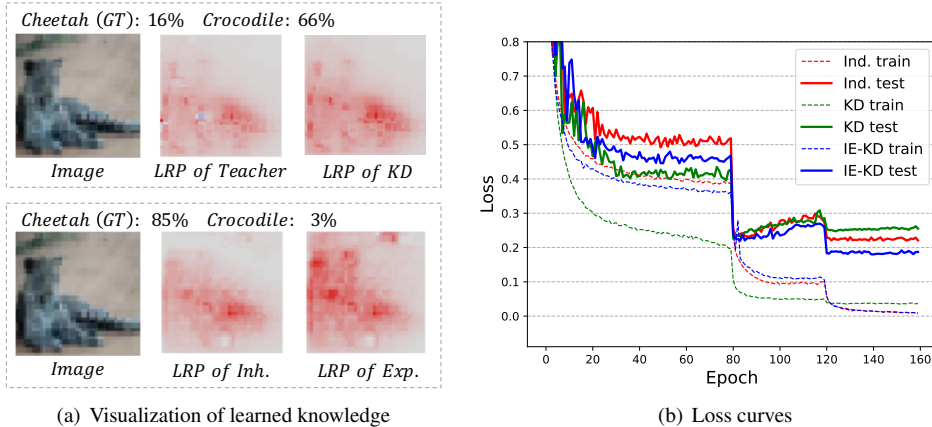 Cheetah (GT): 16% Crocodile: 66%
Image LRP of Teacher LRP of KD
Cheetah (GT): 85% Crocodile: 3%
Image LRP of Inh. LRP of Exp.
(a) Visualization of learned knowledge
0.8
0.7
0.6
0.5
0.4
0.3
0.2
0.1
0.0
Loss
Ind. train
Ind. test
KD train
KD test
IE-KD train
IE-KD test
0 20 40 60 80 100 120 140 160
Epoch
(b) Loss curves